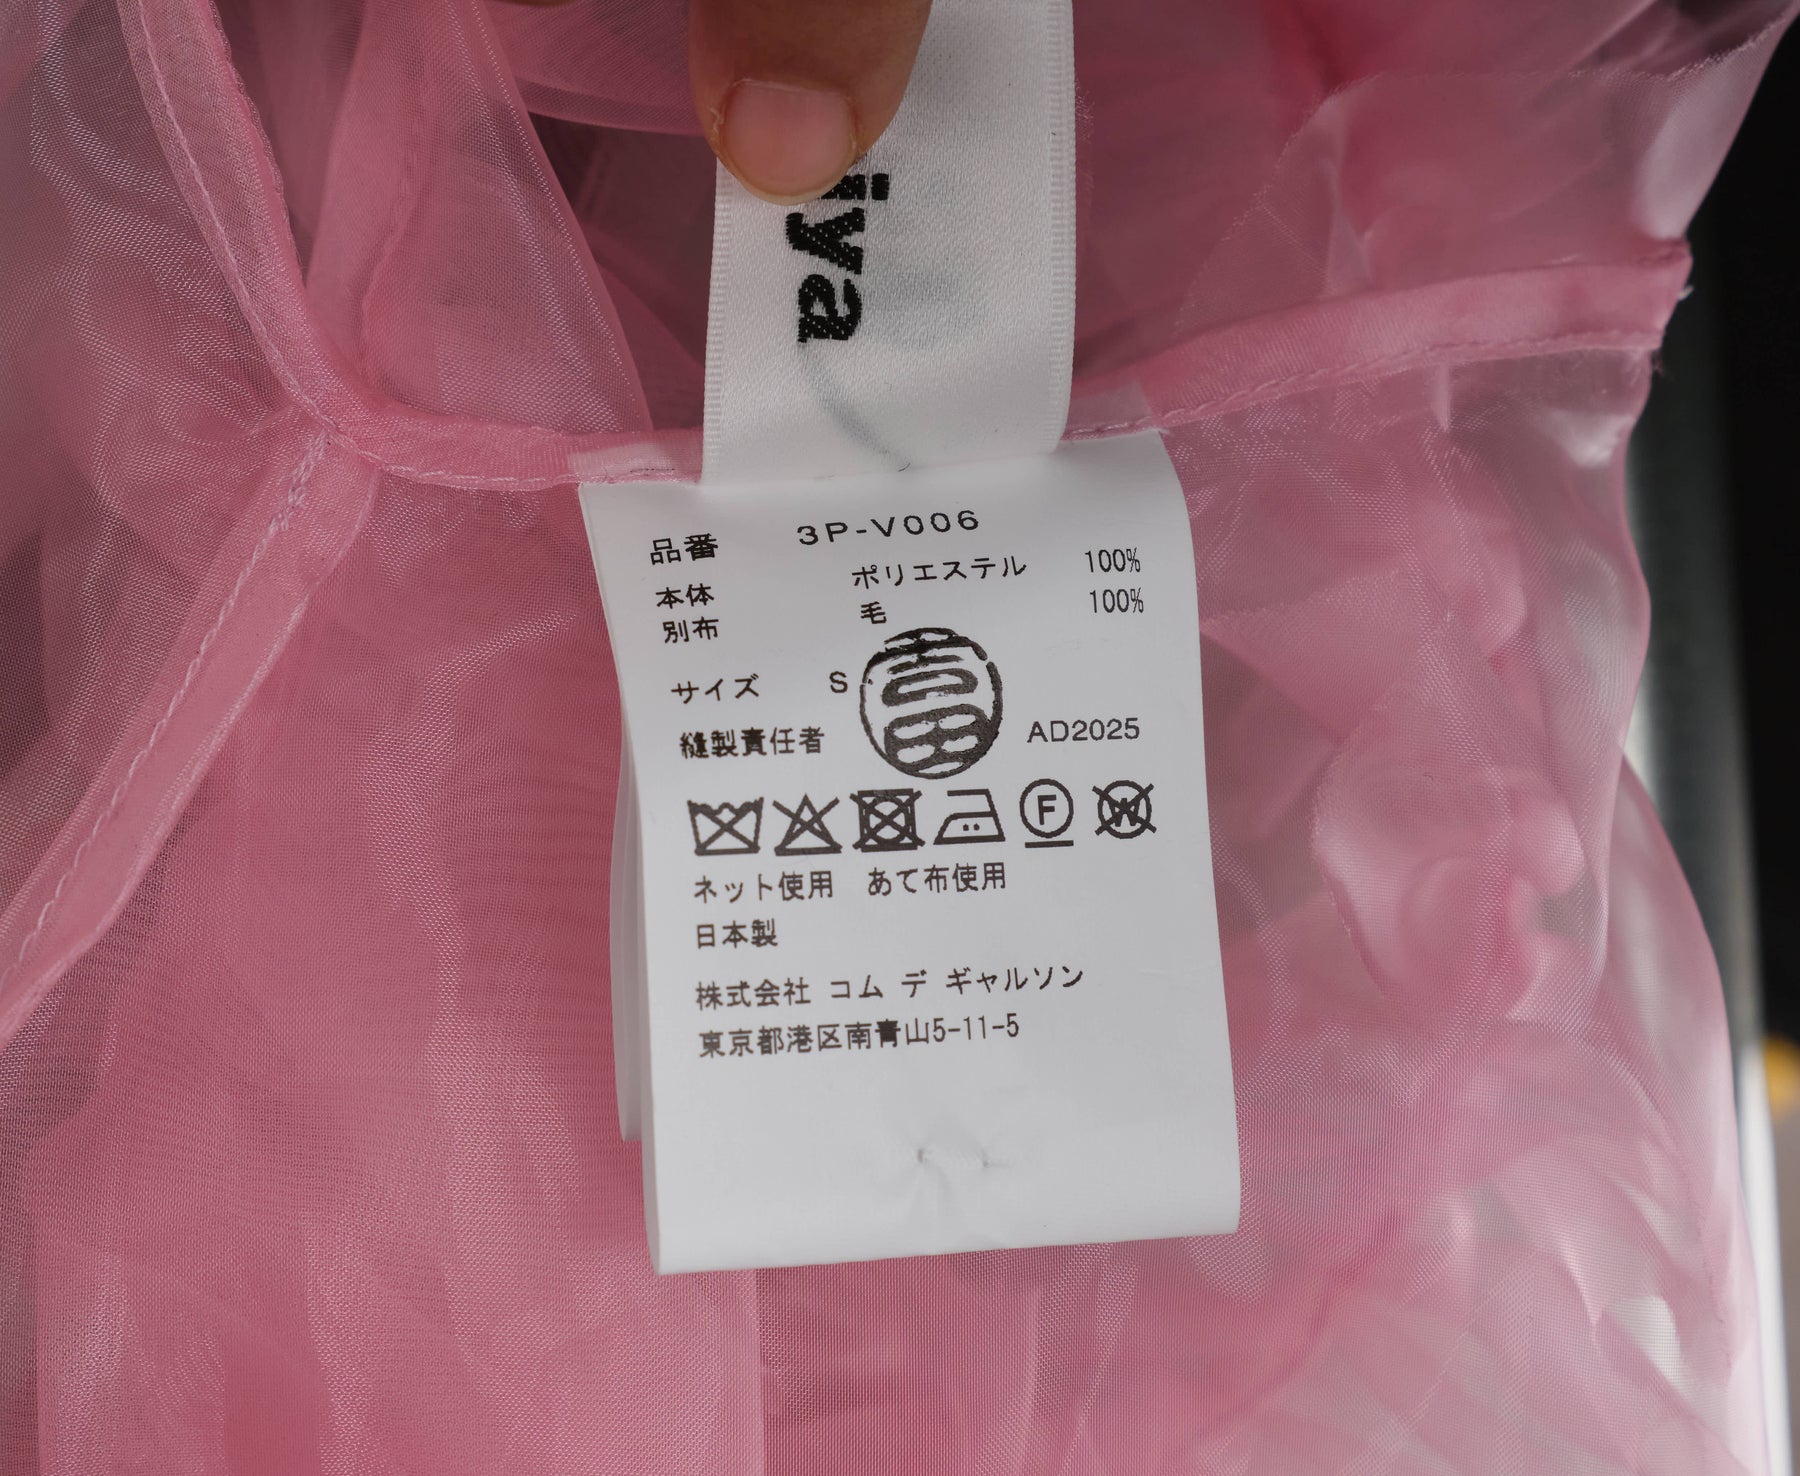 iya
品番 3P-V006
本体 ポリエステル 100%
別布 毛 100%
サイズ S
縫製責任者 吉田 AD2025
F W
ネット使用 あて布使用
日本製
株式会社 コム デ ギャルソン
東京都港区南青山5-11-5